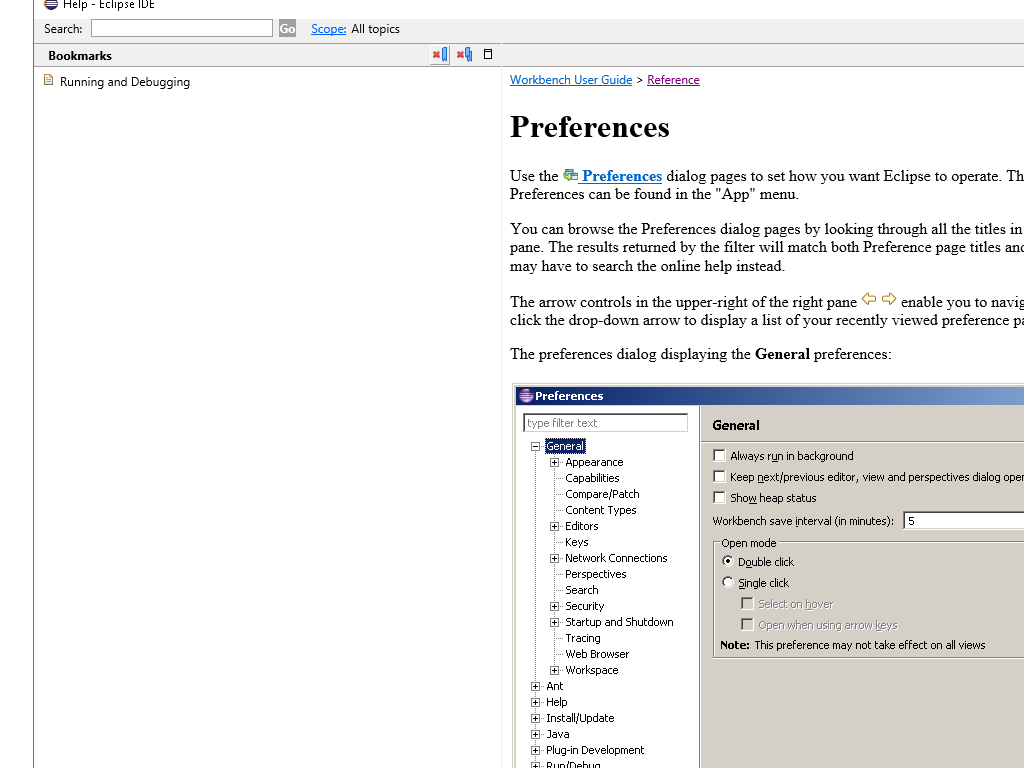 Help - Eclipse IDE
Search:
Go
Scope: All topics
Bookmarks
Running and Debugging
Workbench User Guide > Reference
Preferences
Use the Preferences dialog pages to set how you want Eclipse to operate. Th
Preferences can be found in the "App" menu.
You can browse the Preferences dialog pages by looking through all the titles in
pane. The results returned by the filter will match both Preference page titles and
may have to search the online help instead.
The arrow controls in the upper-right of the right pane enable you to navig
click the drop-down arrow to display a list of your recently viewed preference pa
The preferences dialog displaying the General preferences:
Preferences
type filter text
General
Appearance
Capabilities
Compare/Patch
Content Types
Editors
Keys
Network Connections
Perspectives
Search
Security
Startup and Shutdown
Tracing
Web Browser
Workspace
Ant
Help
Install/Update
Java
Plug-in Development
Run/Debug
General
Always run in background
Keep next/previous editor, view and perspectives dialog open
Show heap status
Workbench save interval (in minutes): 5
Open mode
Double click
Single click
Select on hover
Open when using arrow keys
Note: This preference may not take effect on all views